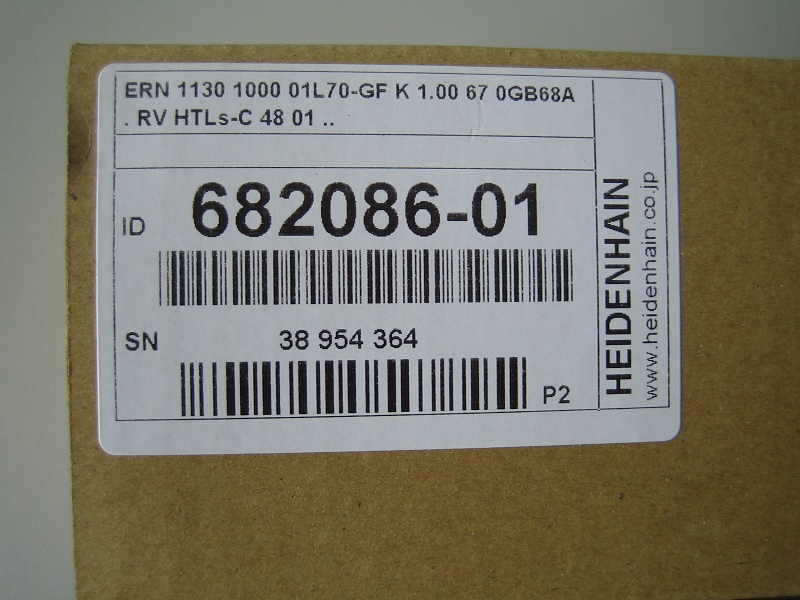 ERN 1130 1000 01L70-GF K 1.00 67 0GB68A
. RV HTLs-C 48 01 ..
ID 682086-01
SN 38 954 364
P2
HEIDENHAIN
www.heidenhain.co.jp